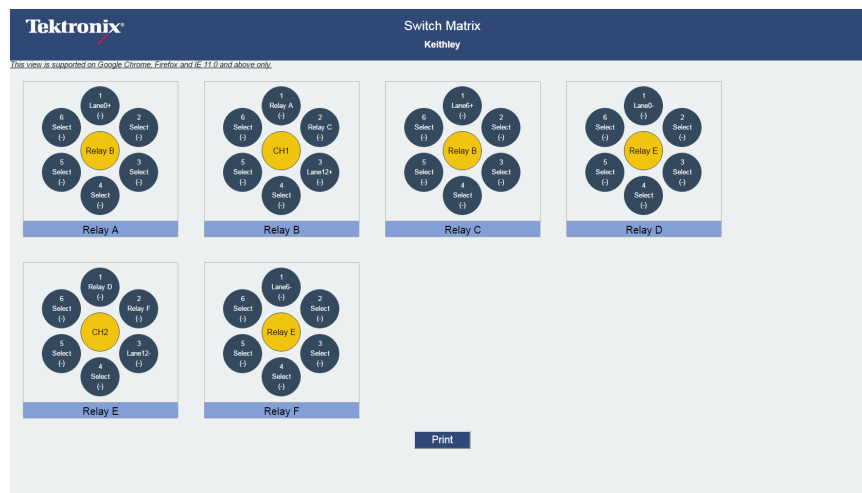 Tektronix®
Switch Matrix
Keithley
This view is supported on Google Chrome, Firefox and IE 11.0 and above only.
1
Lane0+
(-)
2
Select
(-)
3
Select
(-)
4
Select
(-)
5
Select
(-)
6
Select
(-)
Relay B
Relay A
1
Relay A
(-)
2
Relay C
(-)
3
Lane12+
(-)
4
Select
(-)
5
Select
(-)
6
Select
(-)
CH1
Relay B
1
Lane6+
(-)
2
Select
(-)
3
Select
(-)
4
Select
(-)
5
Select
(-)
6
Select
(-)
Relay B
Relay C
1
Lane0-
(-)
2
Select
(-)
3
Select
(-)
4
Select
(-)
5
Select
(-)
6
Select
(-)
Relay E
Relay D
1
Relay D
(-)
2
Relay F
(-)
3
Lane12-
(-)
4
Select
(-)
5
Select
(-)
6
Select
(-)
CH2
Relay E
1
Lane6-
(-)
2
Select
(-)
3
Select
(-)
4
Select
(-)
5
Select
(-)
6
Select
(-)
Relay E
Relay F
Print